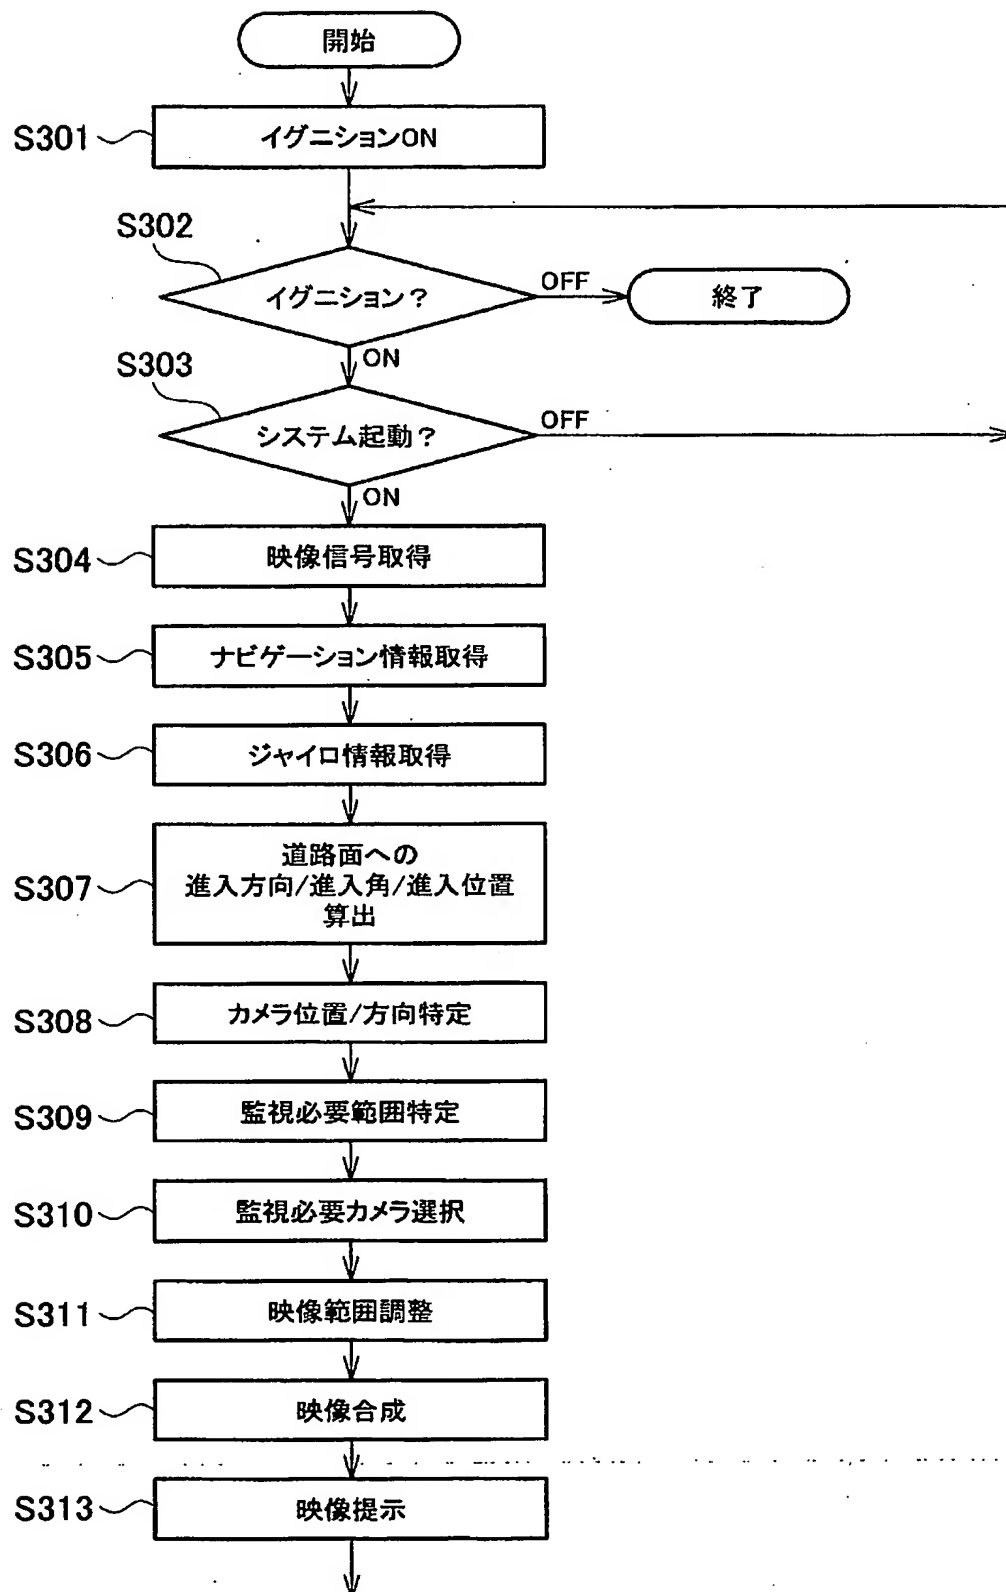 開始
S301
イグニションON
S302
イグニション?
OFF
終了
ON
S303
システム起動?
OFF
ON
S304
映像信号取得
S305
ナビゲーション情報取得
S306
ジャイロ情報取得
S307
道路面への
進入方向/進入角/進入位置
算出
S308
カメラ位置/方向特定
S309
監視必要範囲特定
S310
監視必要カメラ選択
S311
映像範囲調整
S312
映像合成
S313
映像提示